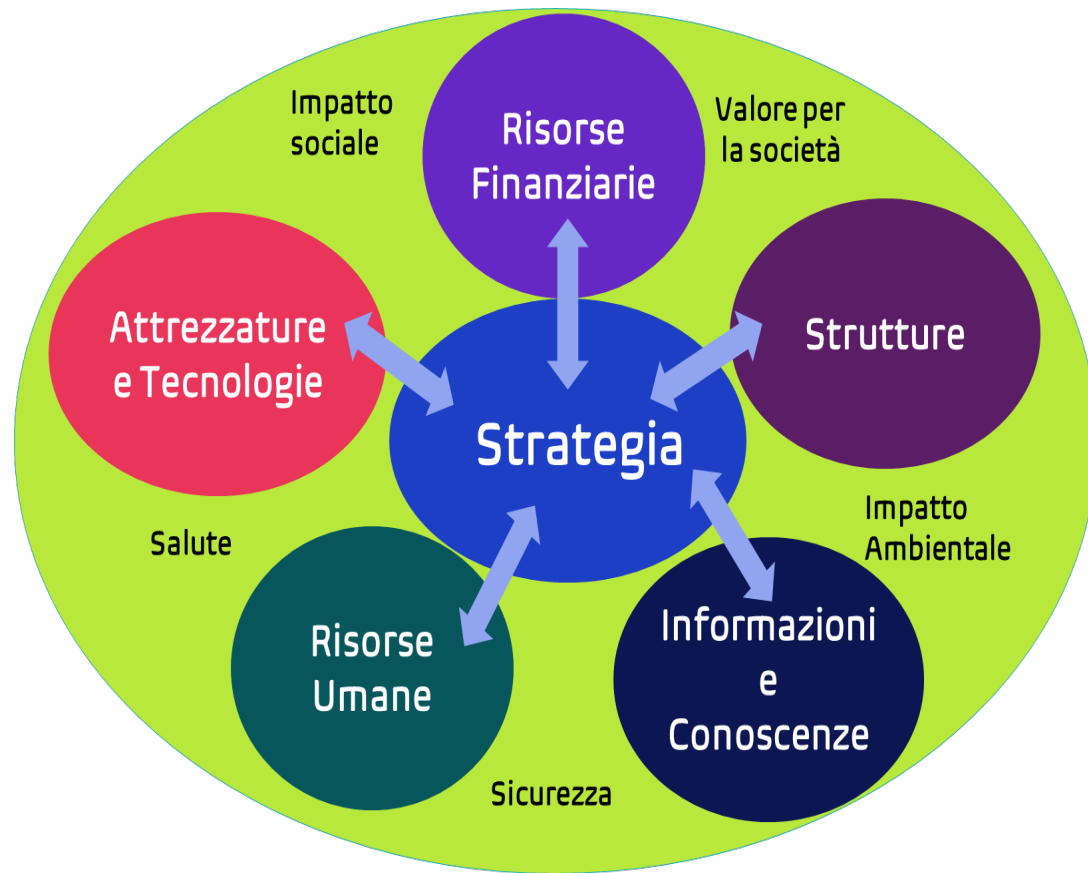 Impatto
sociale
Risorse
Finanziarie
Valore per
la società
Attrezzature
e Tecnologie
Strutture
Strategia
Salute
Impatto
Ambientale
Risorse
Umane
Informazioni
e
Conoscenze
Sicurezza